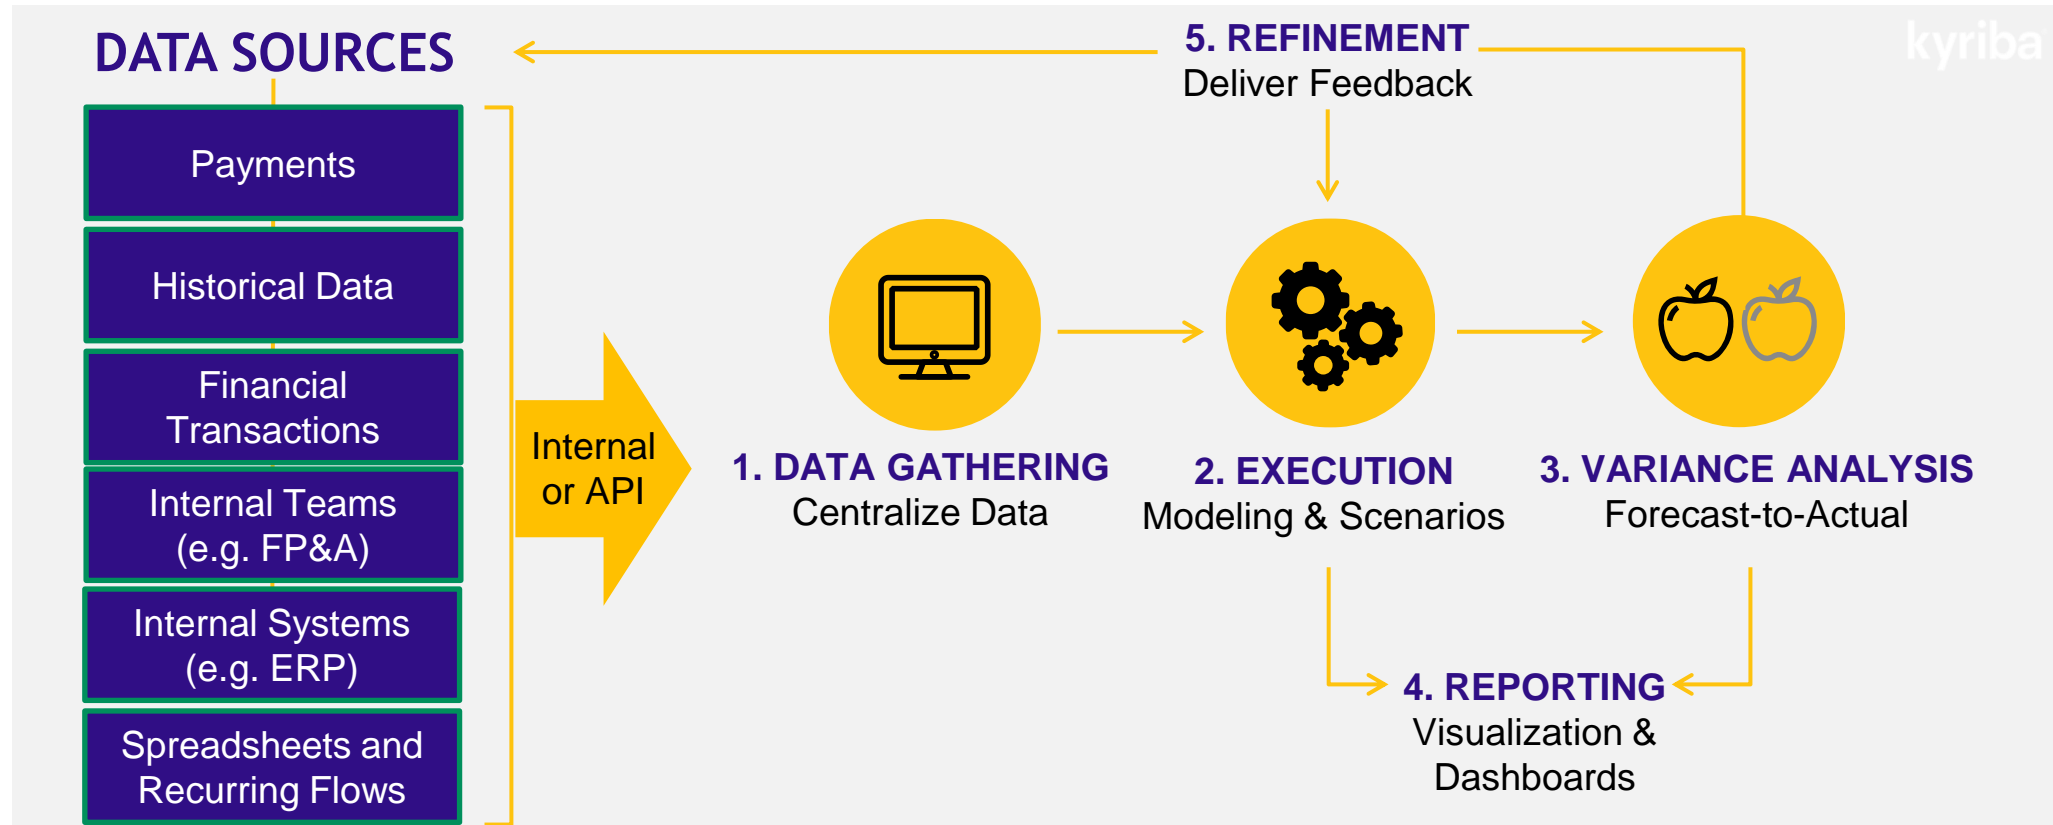 DATA SOURCES
Payments
Historical Data
Financial
Transactions
Internal Teams
(e.g. FP&A)
Internal Systems
(e.g. ERP)
Spreadsheets and
Recurring Flows
Internal
or API
1. DATA GATHERING
Centralize Data
2. EXECUTION
Modeling & Scenarios
3. VARIANCE ANALYSIS
Forecast-to-Actual
4. REPORTING
Visualization &
Dashboards
5. REFINEMENT
Deliver Feedback
kyriba